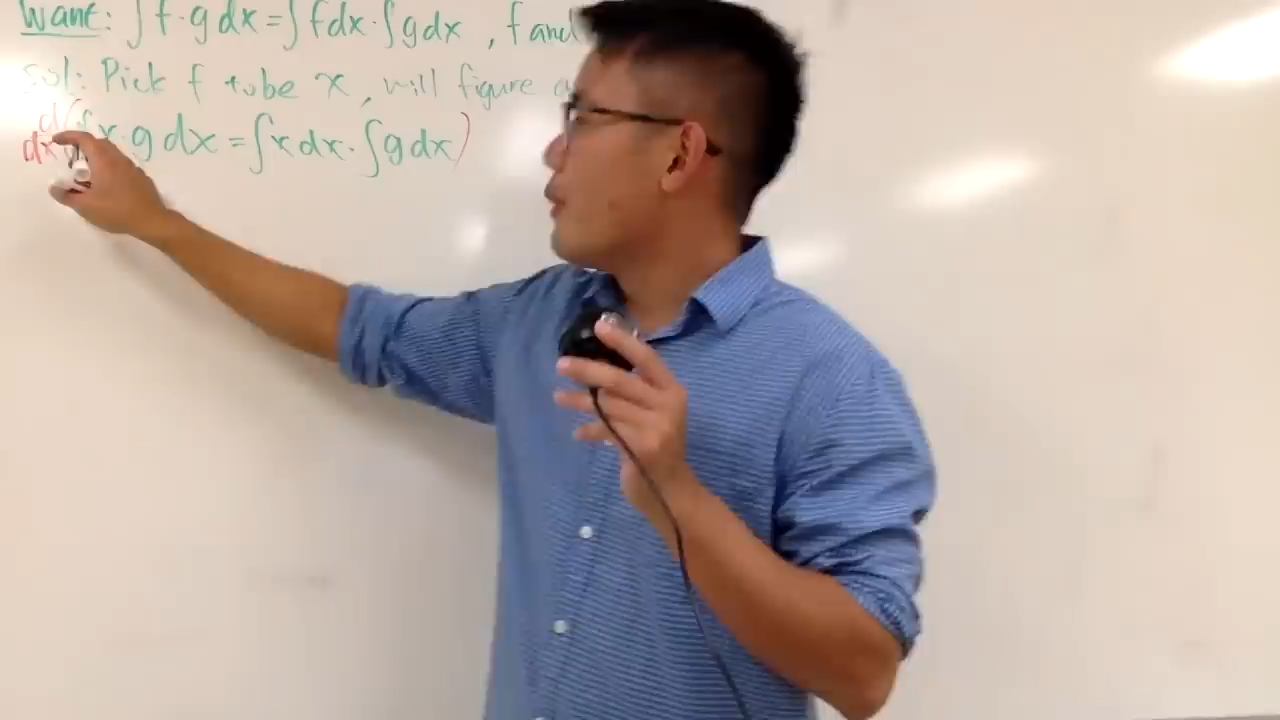 Want: ∫f·g dx = ∫f dx · ∫g dx , f and
sol: Pick f to be x, will figure
d/dx (∫x·g dx = ∫x dx · ∫g dx)